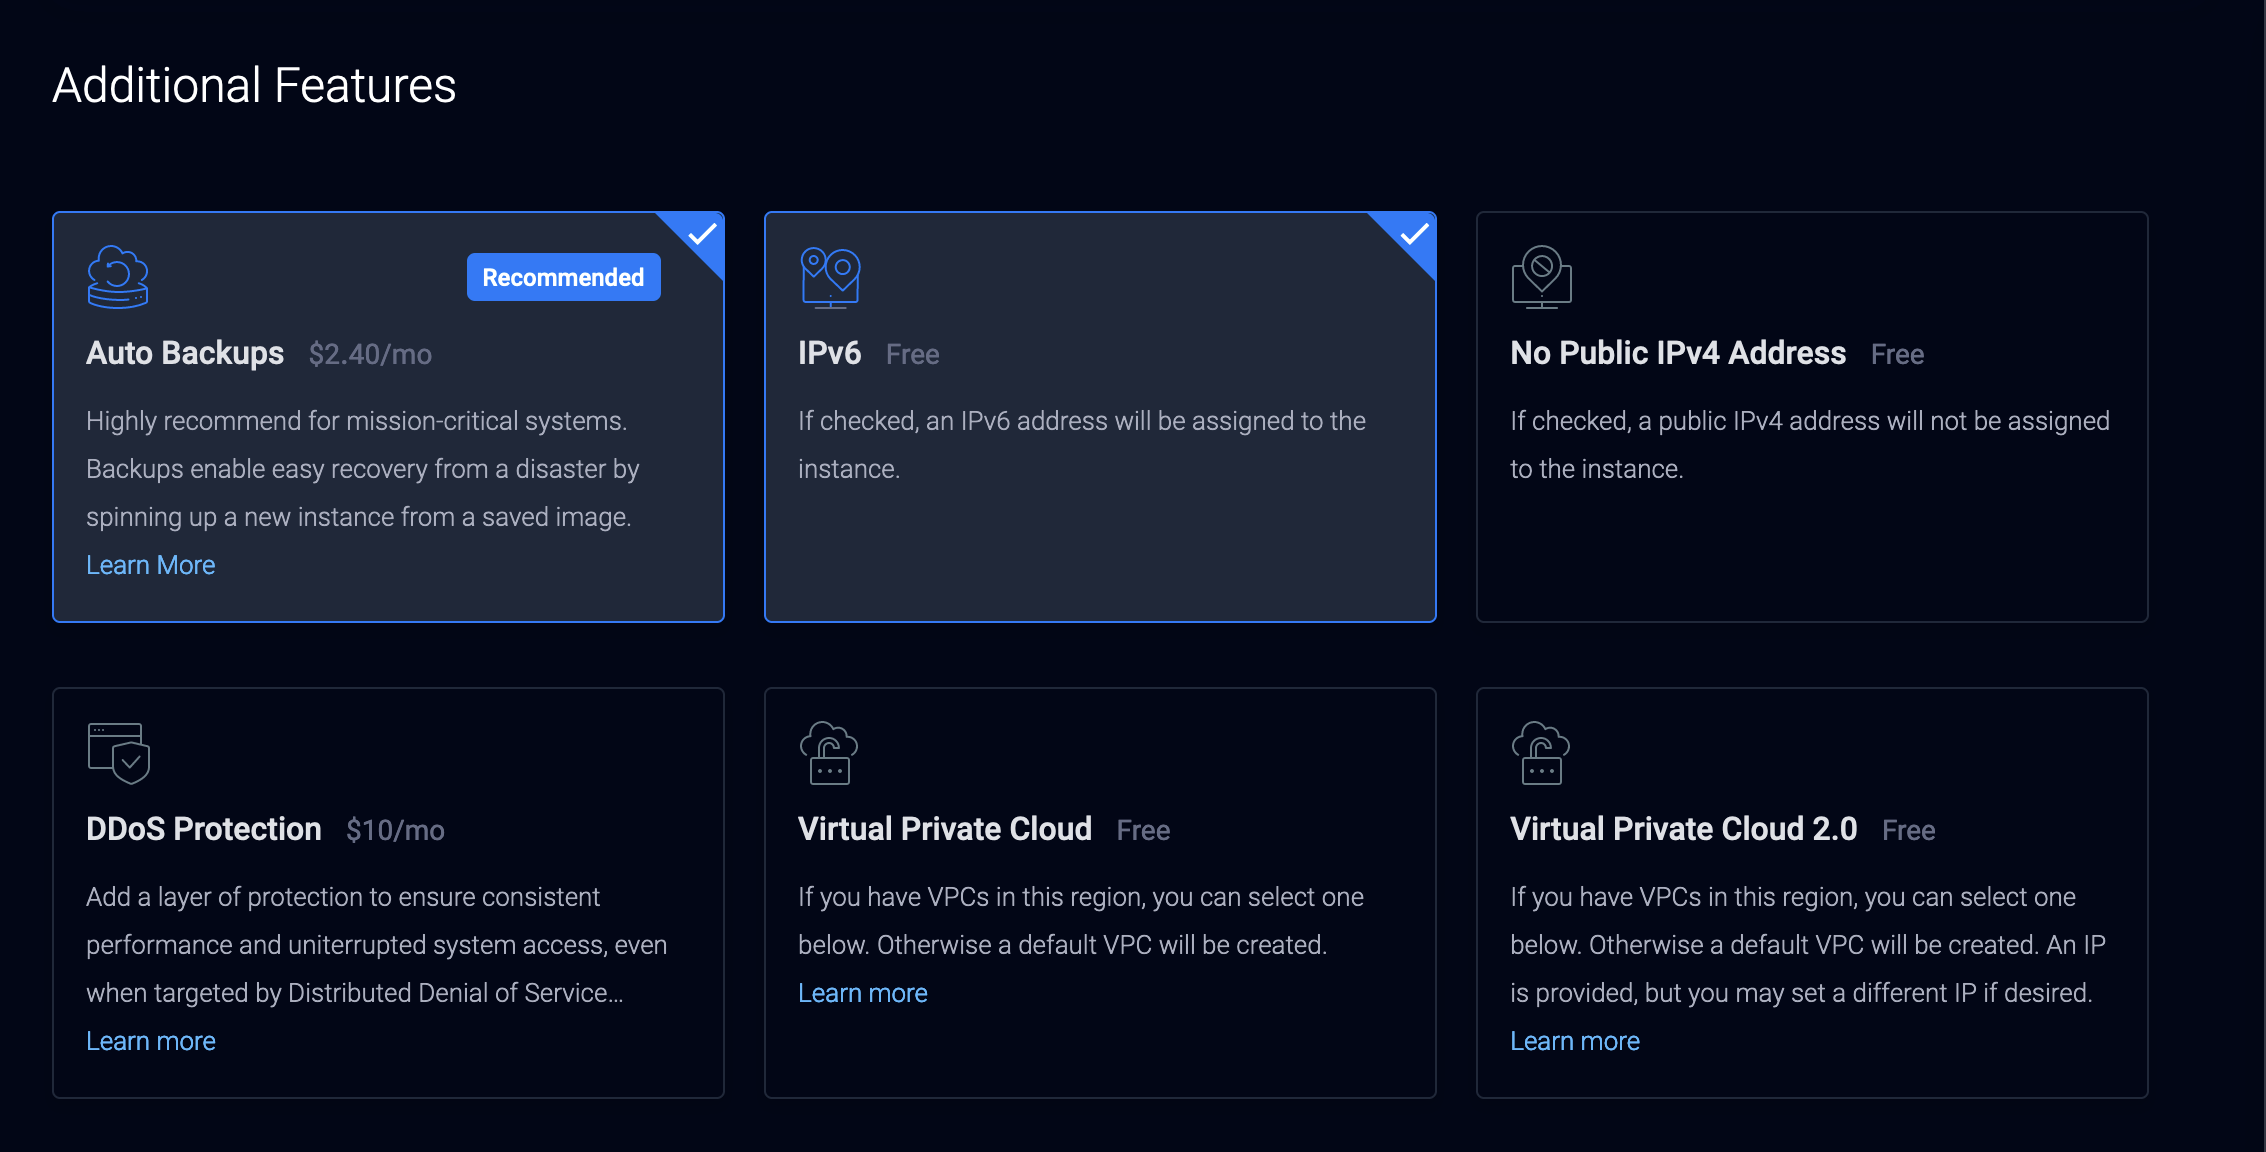 Additional Features
Recommended
Auto Backups $2.40/mo
Highly recommend for mission-critical systems.
Backups enable easy recovery from a disaster by
spinning up a new instance from a saved image.
Learn More
IPv6 Free
If checked, an IPv6 address will be assigned to the
instance.
No Public IPv4 Address Free
If checked, a public IPv4 address will not be assigned
to the instance.
DDoS Protection $10/mo
Add a layer of protection to ensure consistent
performance and uniterrupted system access, even
when targeted by Distributed Denial of Service...
Learn more
Virtual Private Cloud Free
If you have VPCs in this region, you can select one
below. Otherwise a default VPC will be created.
Learn more
Virtual Private Cloud 2.0 Free
If you have VPCs in this region, you can select one
below. Otherwise a default VPC will be created. An IP
is provided, but you may set a different IP if desired.
Learn more